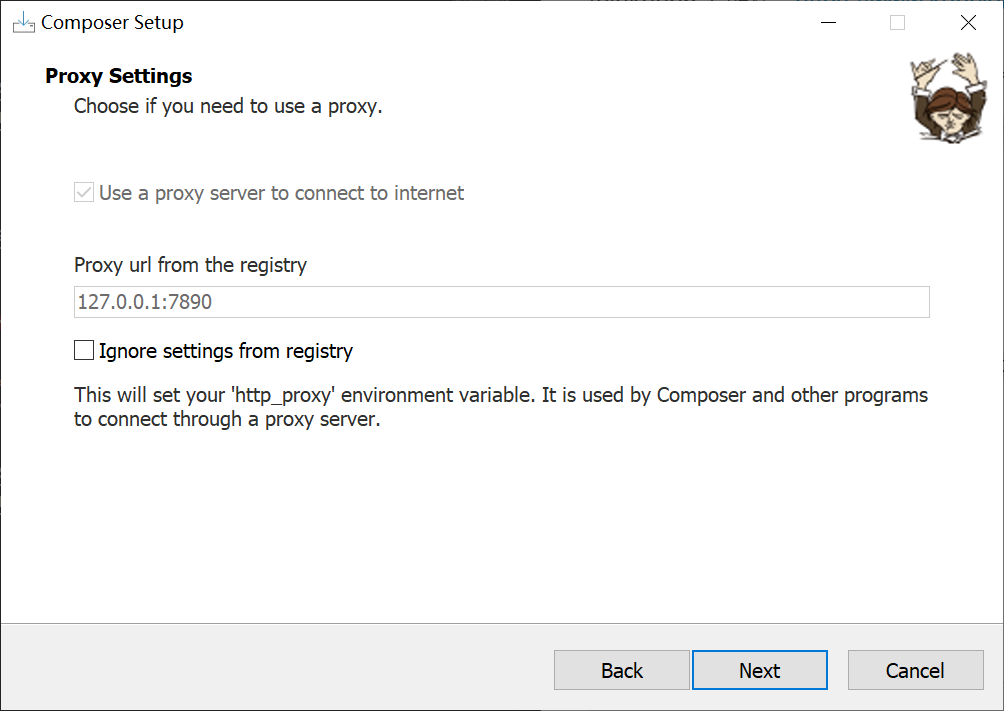 Composer Setup
Proxy Settings
Choose if you need to use a proxy.
Use a proxy server to connect to internet
Proxy url from the registry
127.0.0.1:7890
Ignore settings from registry
This will set your 'http_proxy' environment variable. It is used by Composer and other programs
to connect through a proxy server.
Back
Next
Cancel